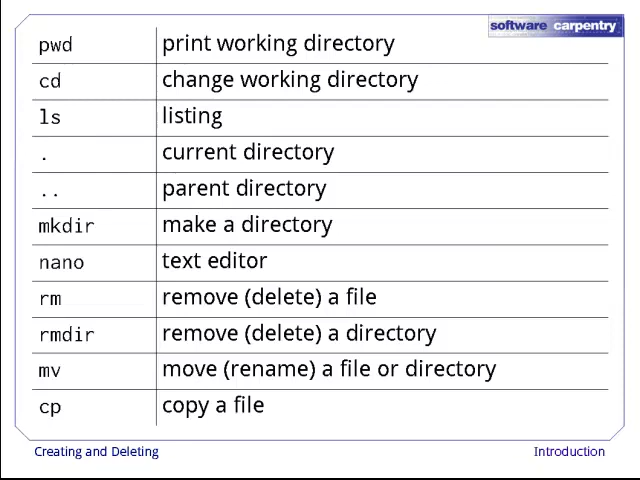 software carpentry
pwd print working directory
cd change working directory
ls listing
. current directory
.. parent directory
mkdir make a directory
nano text editor
rm remove (delete) a file
rmdir remove (delete) a directory
mv move (rename) a file or directory
cp copy a file
Creating and Deleting Introduction